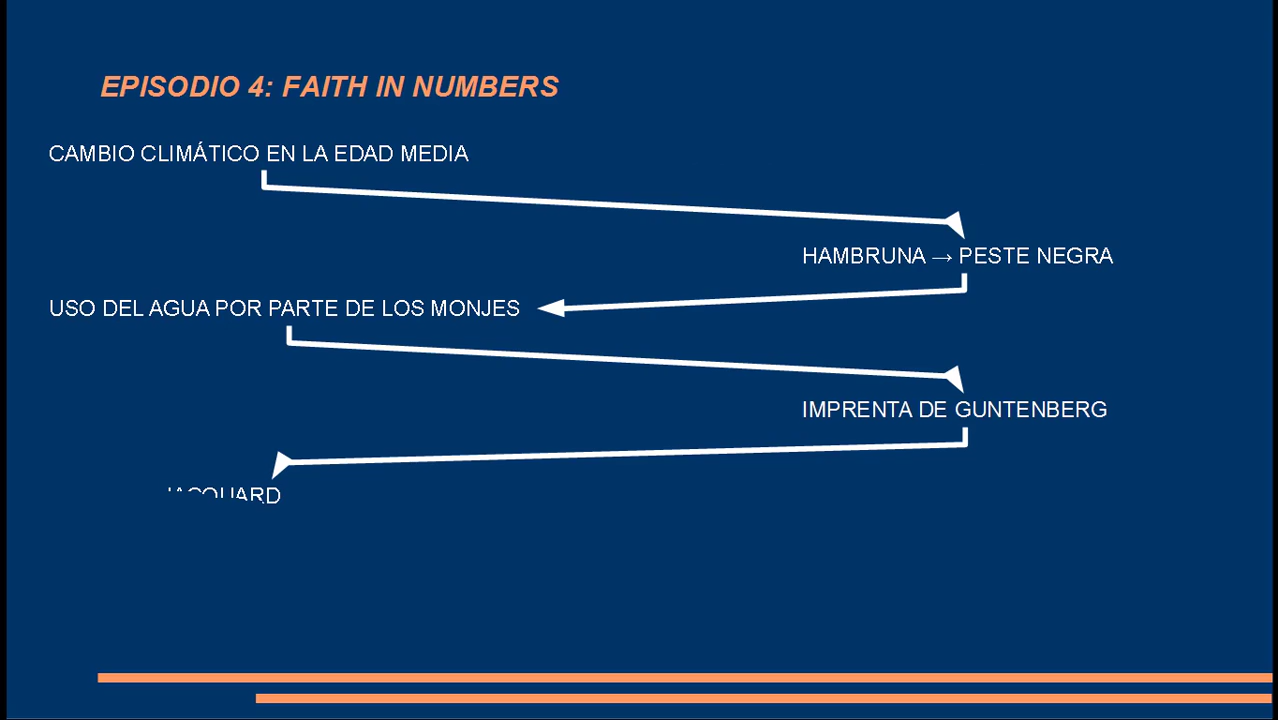 EPISODIO 4: FAITH IN NUMBERS
CAMBIO CLIMÁTICO EN LA EDAD MEDIA
HAMBRUNA → PESTE NEGRA
USO DEL AGUA POR PARTE DE LOS MONJES
IMPRENTA DE GUNTENBERG
JACQUARD